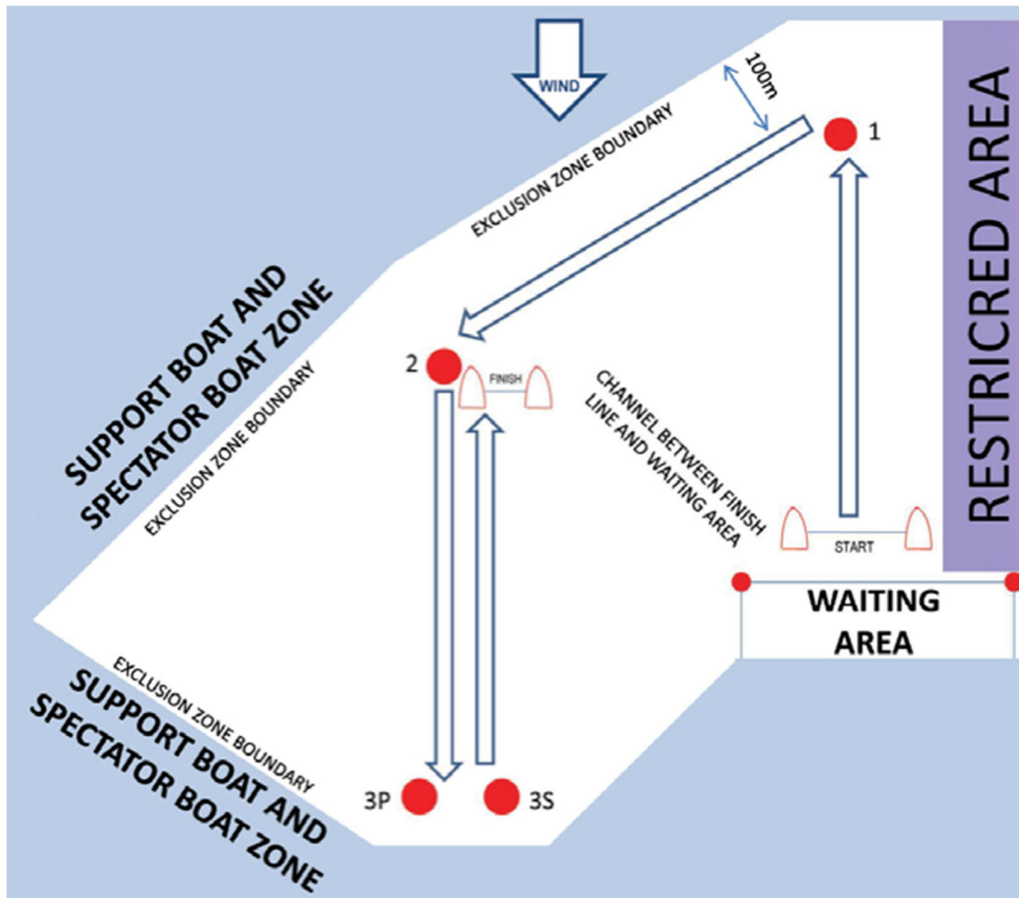 WIND
100m
1
EXCLUSION ZONE BOUNDARY
RESTRICRED AREA
SUPPORT BOAT AND
SPECTATOR BOAT ZONE
EXCLUSION ZONE BOUNDARY
2
FINISH
CHANNEL BETWEEN FINISH
LINE AND WAITING AREA
START
WAITING
AREA
EXCLUSION ZONE BOUNDARY
SUPPORT BOAT AND
SPECTATOR BOAT ZONE
3P
3S